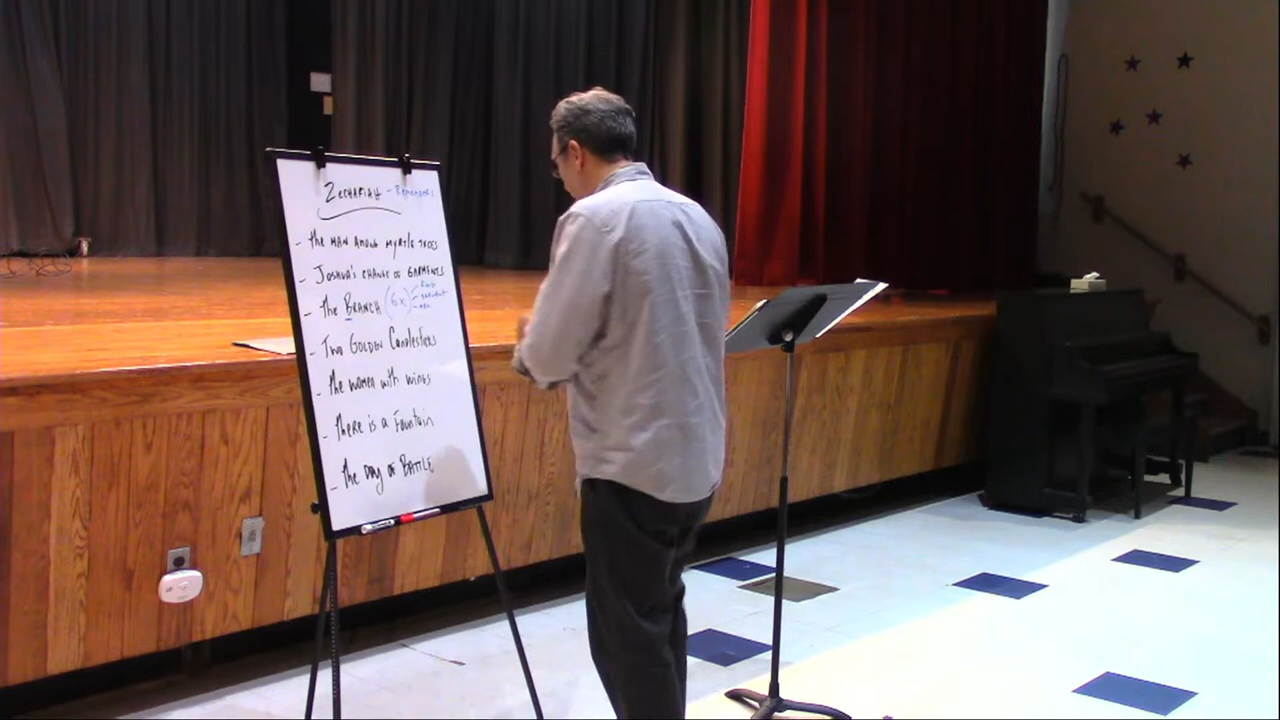 Zechariah - Remembers
- the man among myrtle trees
- Joshua's change of garments
- the Branch (6x)
- Two Golden Candlesticks
- the women with wings
- there is a Fountain
- the Day of Battle